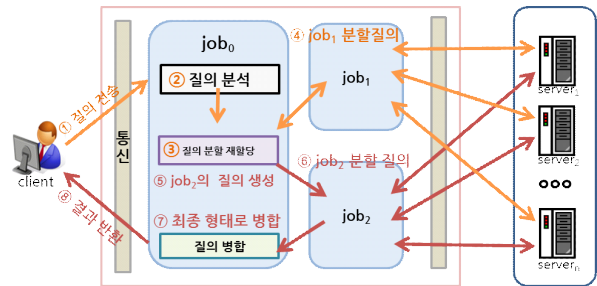 job₀
④ job₁ 분할질의
② 질의 분석
job₁
① 질의 전송
통신
③ 질의 분할 재할당
client
⑤ job₂의 질의 생성
⑥ job₂ 분할 질의
⑦ 최종 형태로 병합
job₂
질의 병합
⑧ 결과 반환
server₁
server₂
serverₙ